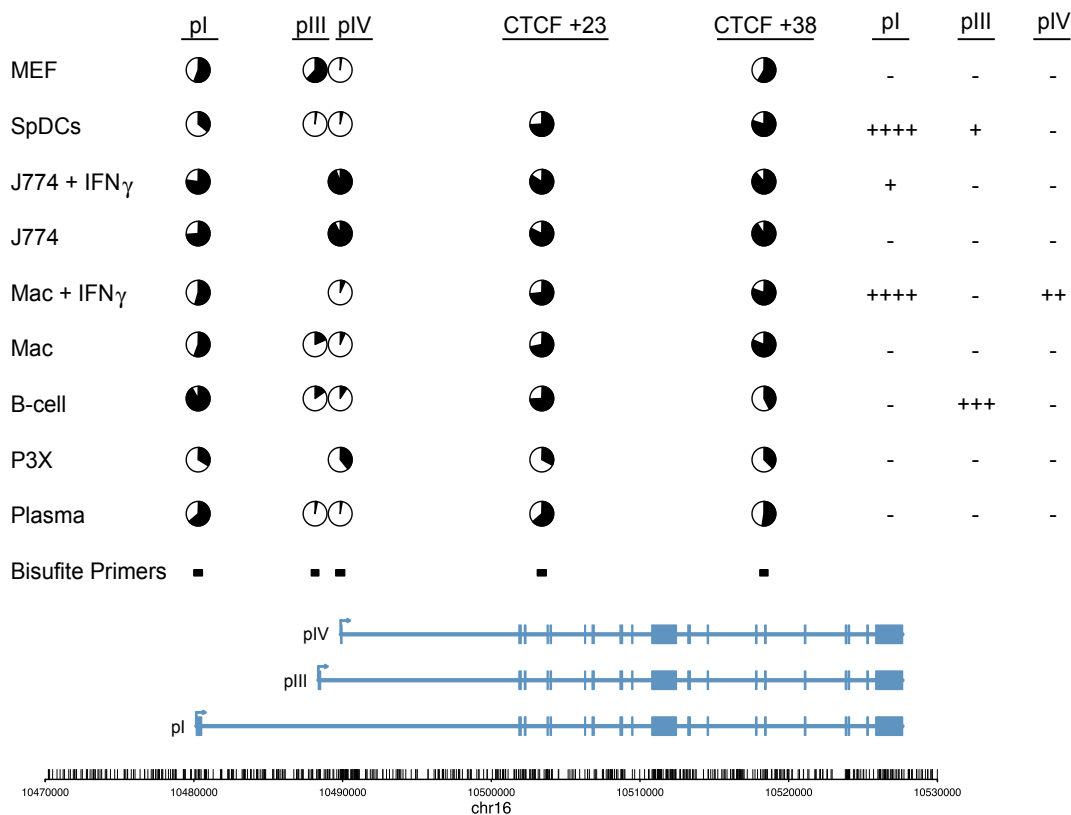 pI pIII pIV CTCF +23 CTCF +38 pI pIII pIV
MEF - - -
SpDCs ++++ + -
J774 + IFNγ + - -
J774 - - -
Mac + IFNγ ++++ - ++
Mac - - -
B-cell - +++ -
P3X - - -
Plasma - - -
Bisufite Primers
pIV
pIII
pI
10470000 10480000 10490000 10500000 10510000 10520000 10530000
chr16